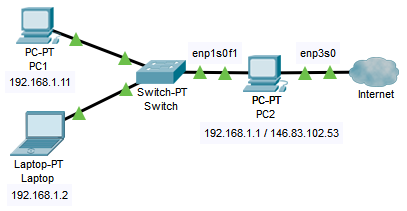 PC-PT
PC1
192.168.1.11
Switch-PT
Switch
enp1s0f1
enp3s0
PC-PT
PC2
192.168.1.1 / 146.83.102.53
Internet
Laptop-PT
Laptop
192.168.1.2